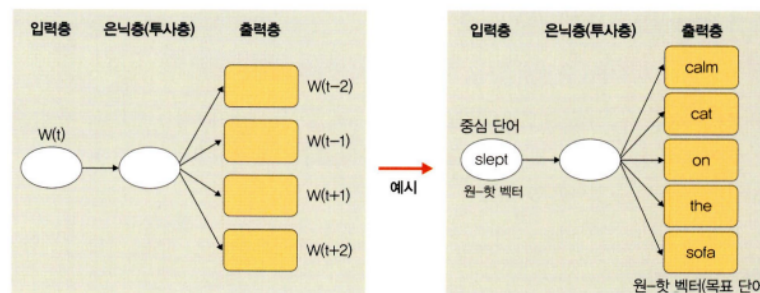 입력층 은닉층(투사층) 출력층
W(t)
W(t-2)
W(t-1)
W(t+1)
W(t+2)
예시
입력층 은닉층(투사층) 출력층
중심 단어
slept
원-핫 벡터
calm
cat
on
the
sofa
원-핫 벡터(목표 단어